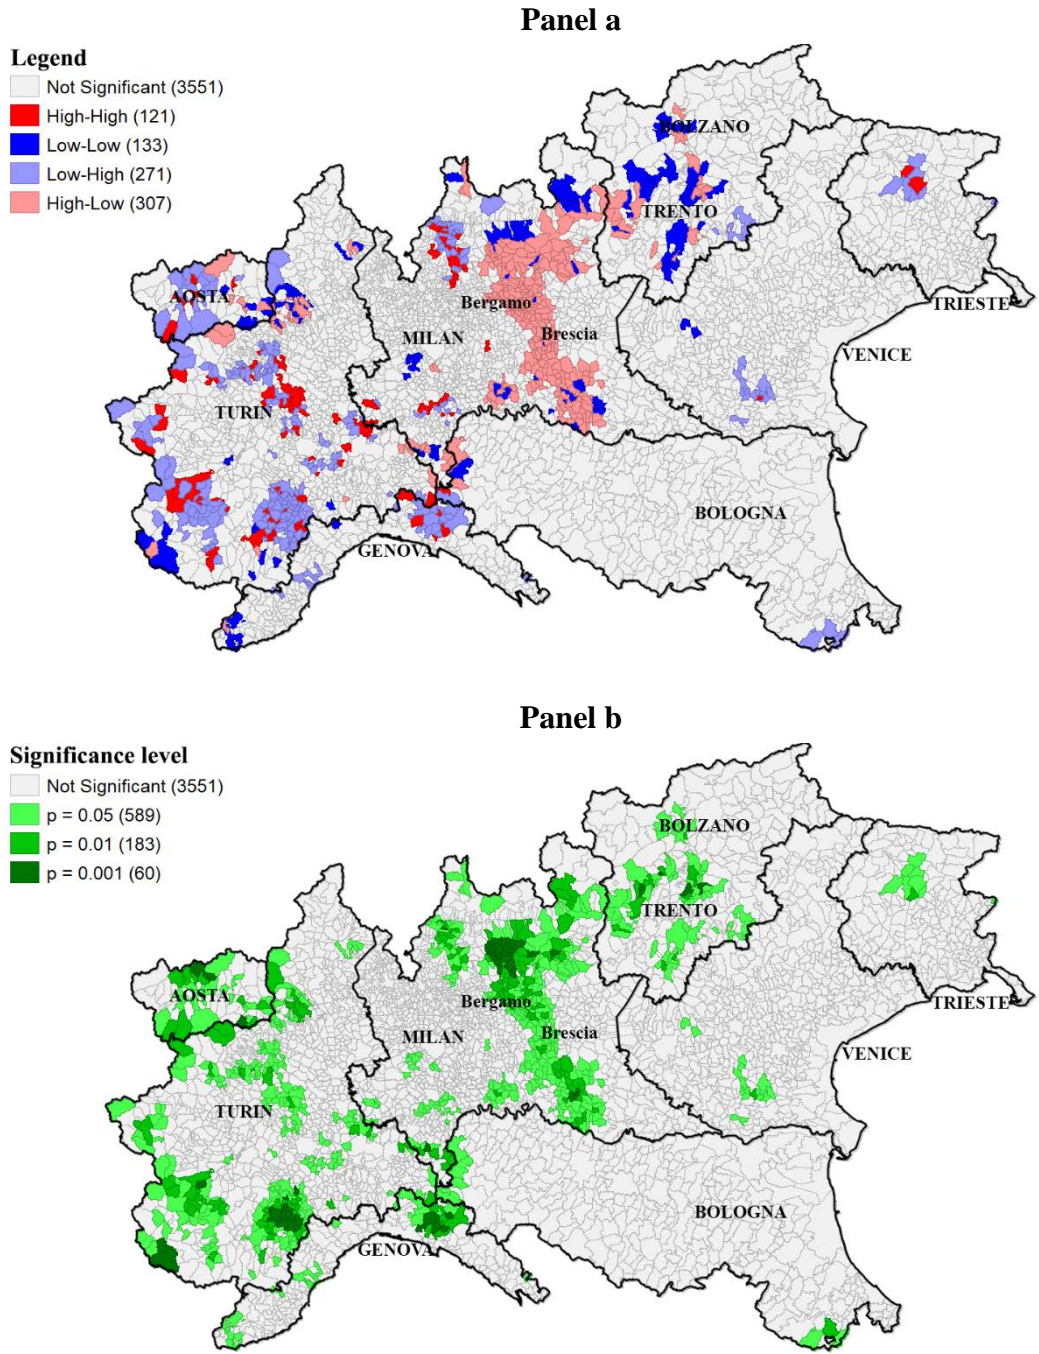 Panel a
Legend
Not Significant (3551)
High-High (121)
Low-Low (133)
Low-High (271)
High-Low (307)
BOLZANO
TRENTO
AOSTA
Bergamo
TRIESTE
MILAN
Brescia
VENICE
TURIN
BOLOGNA
GENOVA
Panel b
Significance level
Not Significant (3551)
p = 0.05 (589)
p = 0.01 (183)
p = 0.001 (60)
BOLZANO
TRENTO
AOSTA
Bergamo
TRIESTE
MILAN
Brescia
VENICE
TURIN
BOLOGNA
GENOVA